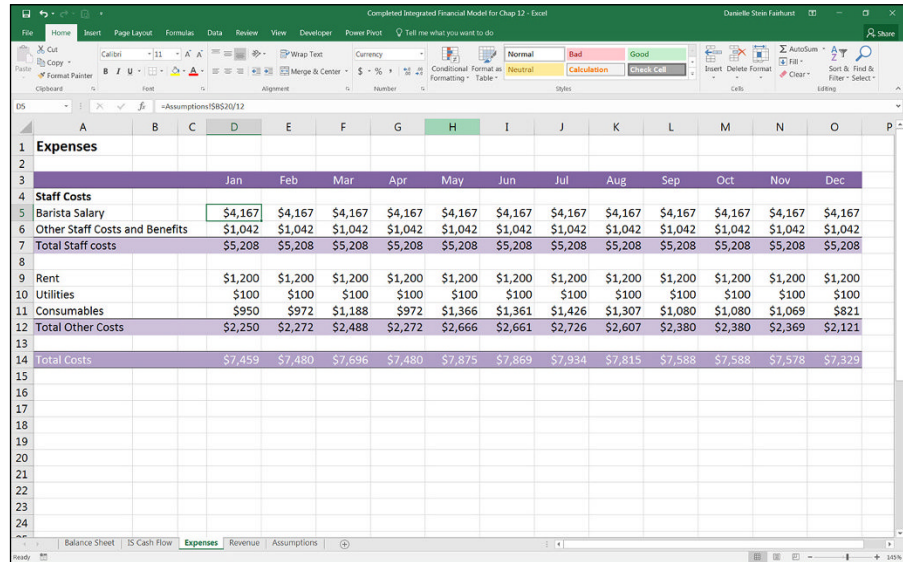 Completed Integrated Financial Model for Chap 12 - Excel Danielle Stein Fairhurst
File Home Insert Page Layout Formulas Data Review View Developer Power Pivot Tell me what you want to do Share
Cut Calibri 11 Wrap Text Currency Normal Bad Good AutoSum
Paste Copy Fill
Format Painter B I U Merge & Center $ % Conditional Formatting Format as Table Neutral Calculation Check Cell Insert Delete Format Clear Sort & Filter Find & Select
Clipboard Font Alignment Number Styles Cells Editing
D5 fx =Assumptions!$B$20/12
A B C D E F G H I J K L M N O P
1 Expenses
2
3 Jan Feb Mar Apr May Jun Jul Aug Sep Oct Nov Dec
4 Staff Costs
5 Barista Salary $4,167 $4,167 $4,167 $4,167 $4,167 $4,167 $4,167 $4,167 $4,167 $4,167 $4,167 $4,167
6 Other Staff Costs and Benefits $1,042 $1,042 $1,042 $1,042 $1,042 $1,042 $1,042 $1,042 $1,042 $1,042 $1,042 $1,042
7 Total Staff costs $5,208 $5,208 $5,208 $5,208 $5,208 $5,208 $5,208 $5,208 $5,208 $5,208 $5,208 $5,208
8
9 Rent $1,200 $1,200 $1,200 $1,200 $1,200 $1,200 $1,200 $1,200 $1,200 $1,200 $1,200 $1,200
10 Utilities $100 $100 $100 $100 $100 $100 $100 $100 $100 $100 $100 $100
11 Consumables $950 $972 $1,188 $972 $1,366 $1,361 $1,426 $1,307 $1,080 $1,080 $1,069 $821
12 Total Other Costs $2,250 $2,272 $2,488 $2,272 $2,666 $2,661 $2,726 $2,607 $2,380 $2,380 $2,369 $2,121
13
14 Total Costs $7,459 $7,480 $7,696 $7,480 $7,875 $7,869 $7,934 $7,815 $7,588 $7,588 $7,578 $7,329
15
16
17
18
19
20
21
22
23
24
Balance Sheet IS Cash Flow Expenses Revenue Assumptions
Ready 145%